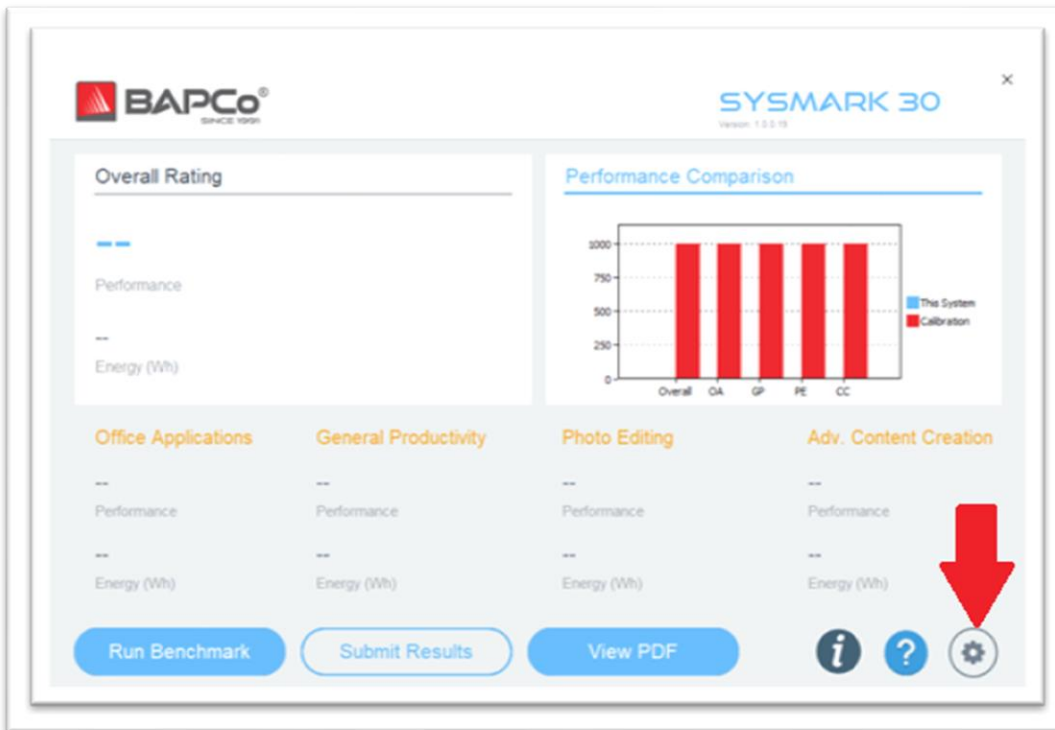 BAPCo®
SINCE 1991
SYSMARK 30
Version 1.0.0.15
×
Overall Rating
--
Performance
--
Energy (Wh)
Performance Comparison
1000
750
500
250
0
Overall OA GP PE CC
This System
Calibration
Office Applications
--
Performance
--
Energy (Wh)
General Productivity
--
Performance
--
Energy (Wh)
Photo Editing
--
Performance
--
Energy (Wh)
Adv. Content Creation
--
Performance
--
Energy (Wh)
Run Benchmark
Submit Results
View PDF
i
?